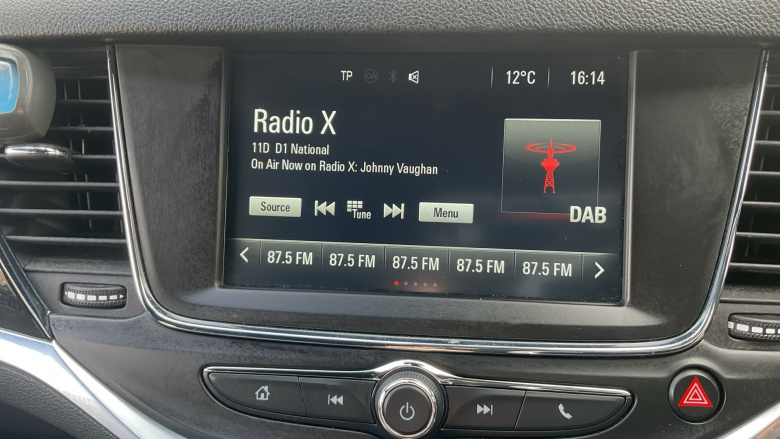 TP 12°C 16:14
Radio X
11D D1 National
On Air Now on Radio X: Johnny Vaughan
DAB
Source Tune Menu
87.5 FM 87.5 FM 87.5 FM 87.5 FM 87.5 FM